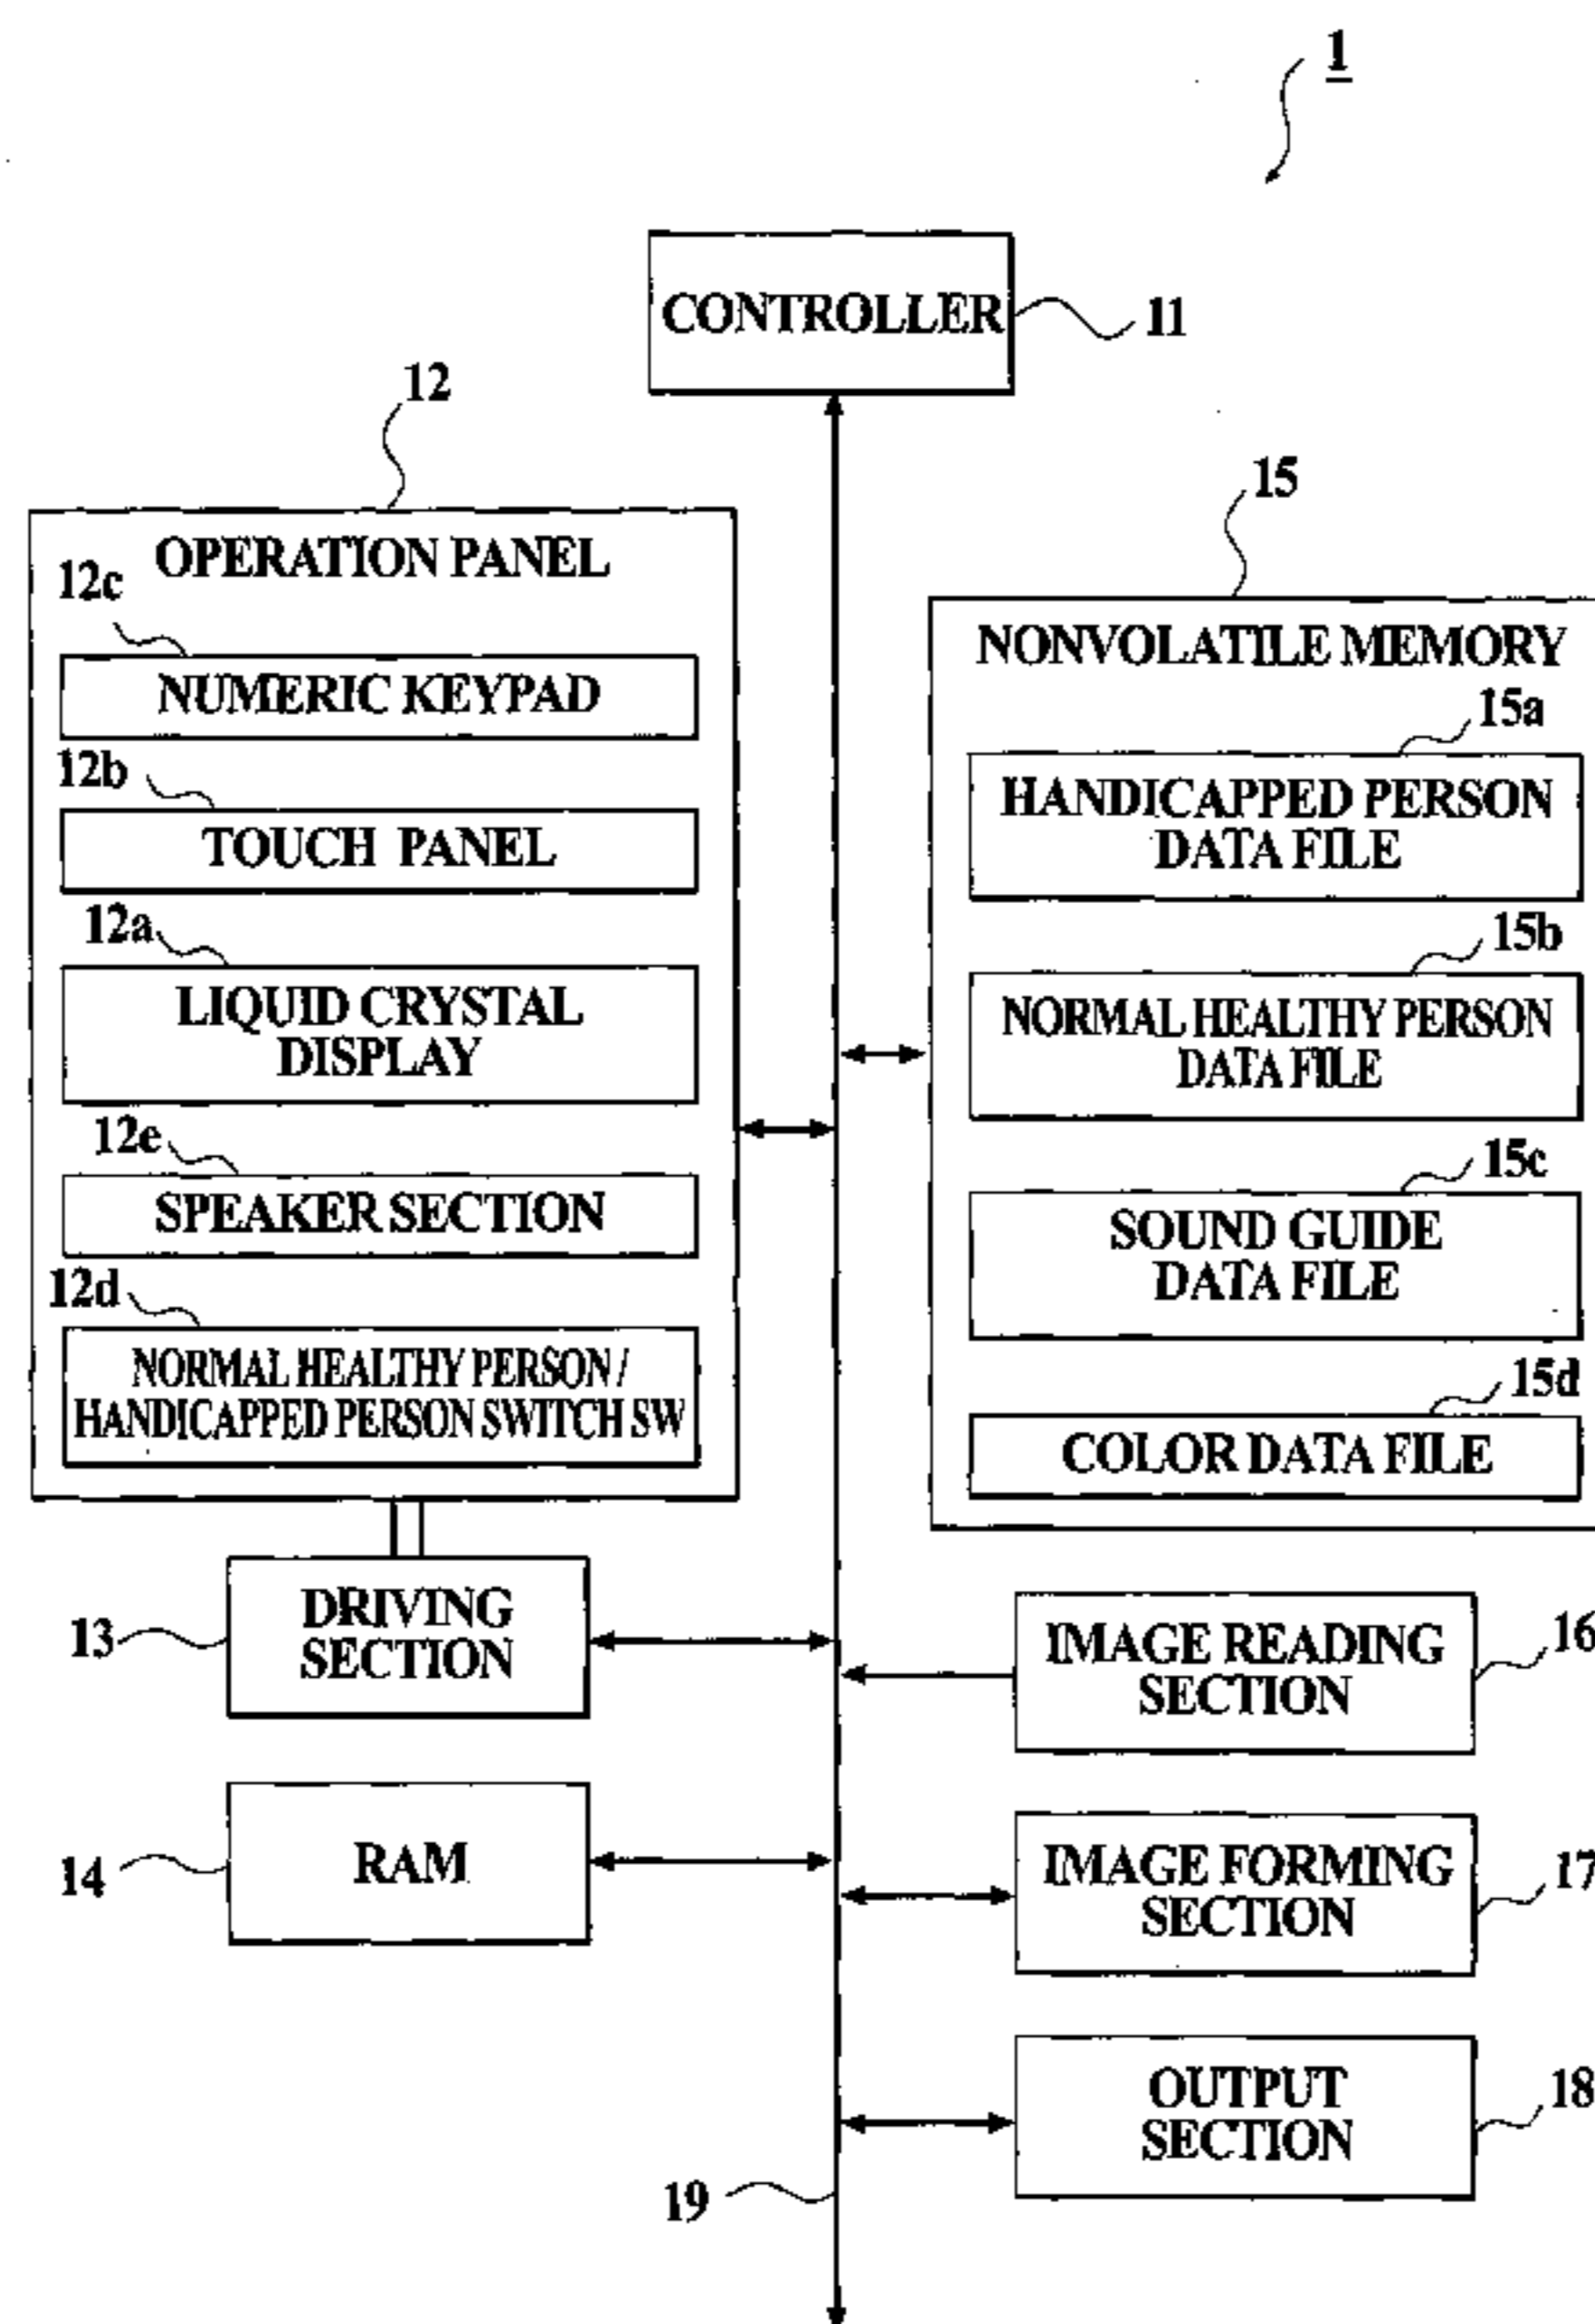 1
CONTROLLER
11
12
OPERATION PANEL
12c
NUMERIC KEYPAD
12b
TOUCH PANEL
12a
LIQUID CRYSTAL
DISPLAY
12e
SPEAKER SECTION
12d
NORMAL HEALTHY PERSON /
HANDICAPPED PERSON SWITCH SW
15
NONVOLATILE MEMORY
15a
HANDICAPPED PERSON
DATA FILE
15b
NORMAL HEALTHY PERSON
DATA FILE
15c
SOUND GUIDE
DATA FILE
15d
COLOR DATA FILE
13
DRIVING
SECTION
14
RAM
IMAGE READING
SECTION
16
IMAGE FORMING
SECTION
17
OUTPUT
SECTION
18
19